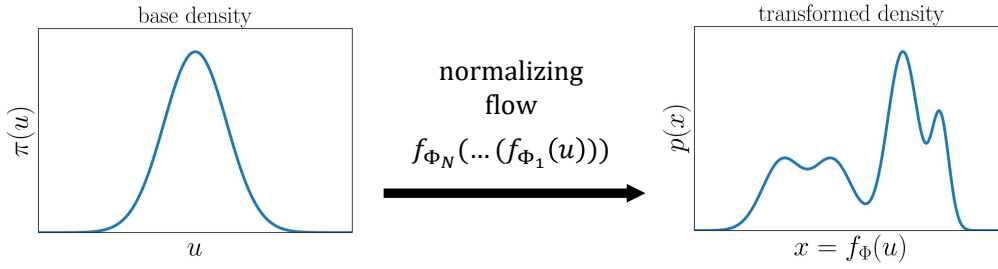 base density
π(u)
u
normalizing
flow
f_{Φ_N}(…(f_{Φ_1}(u)))
transformed density
p(x)
x = f_Φ(u)